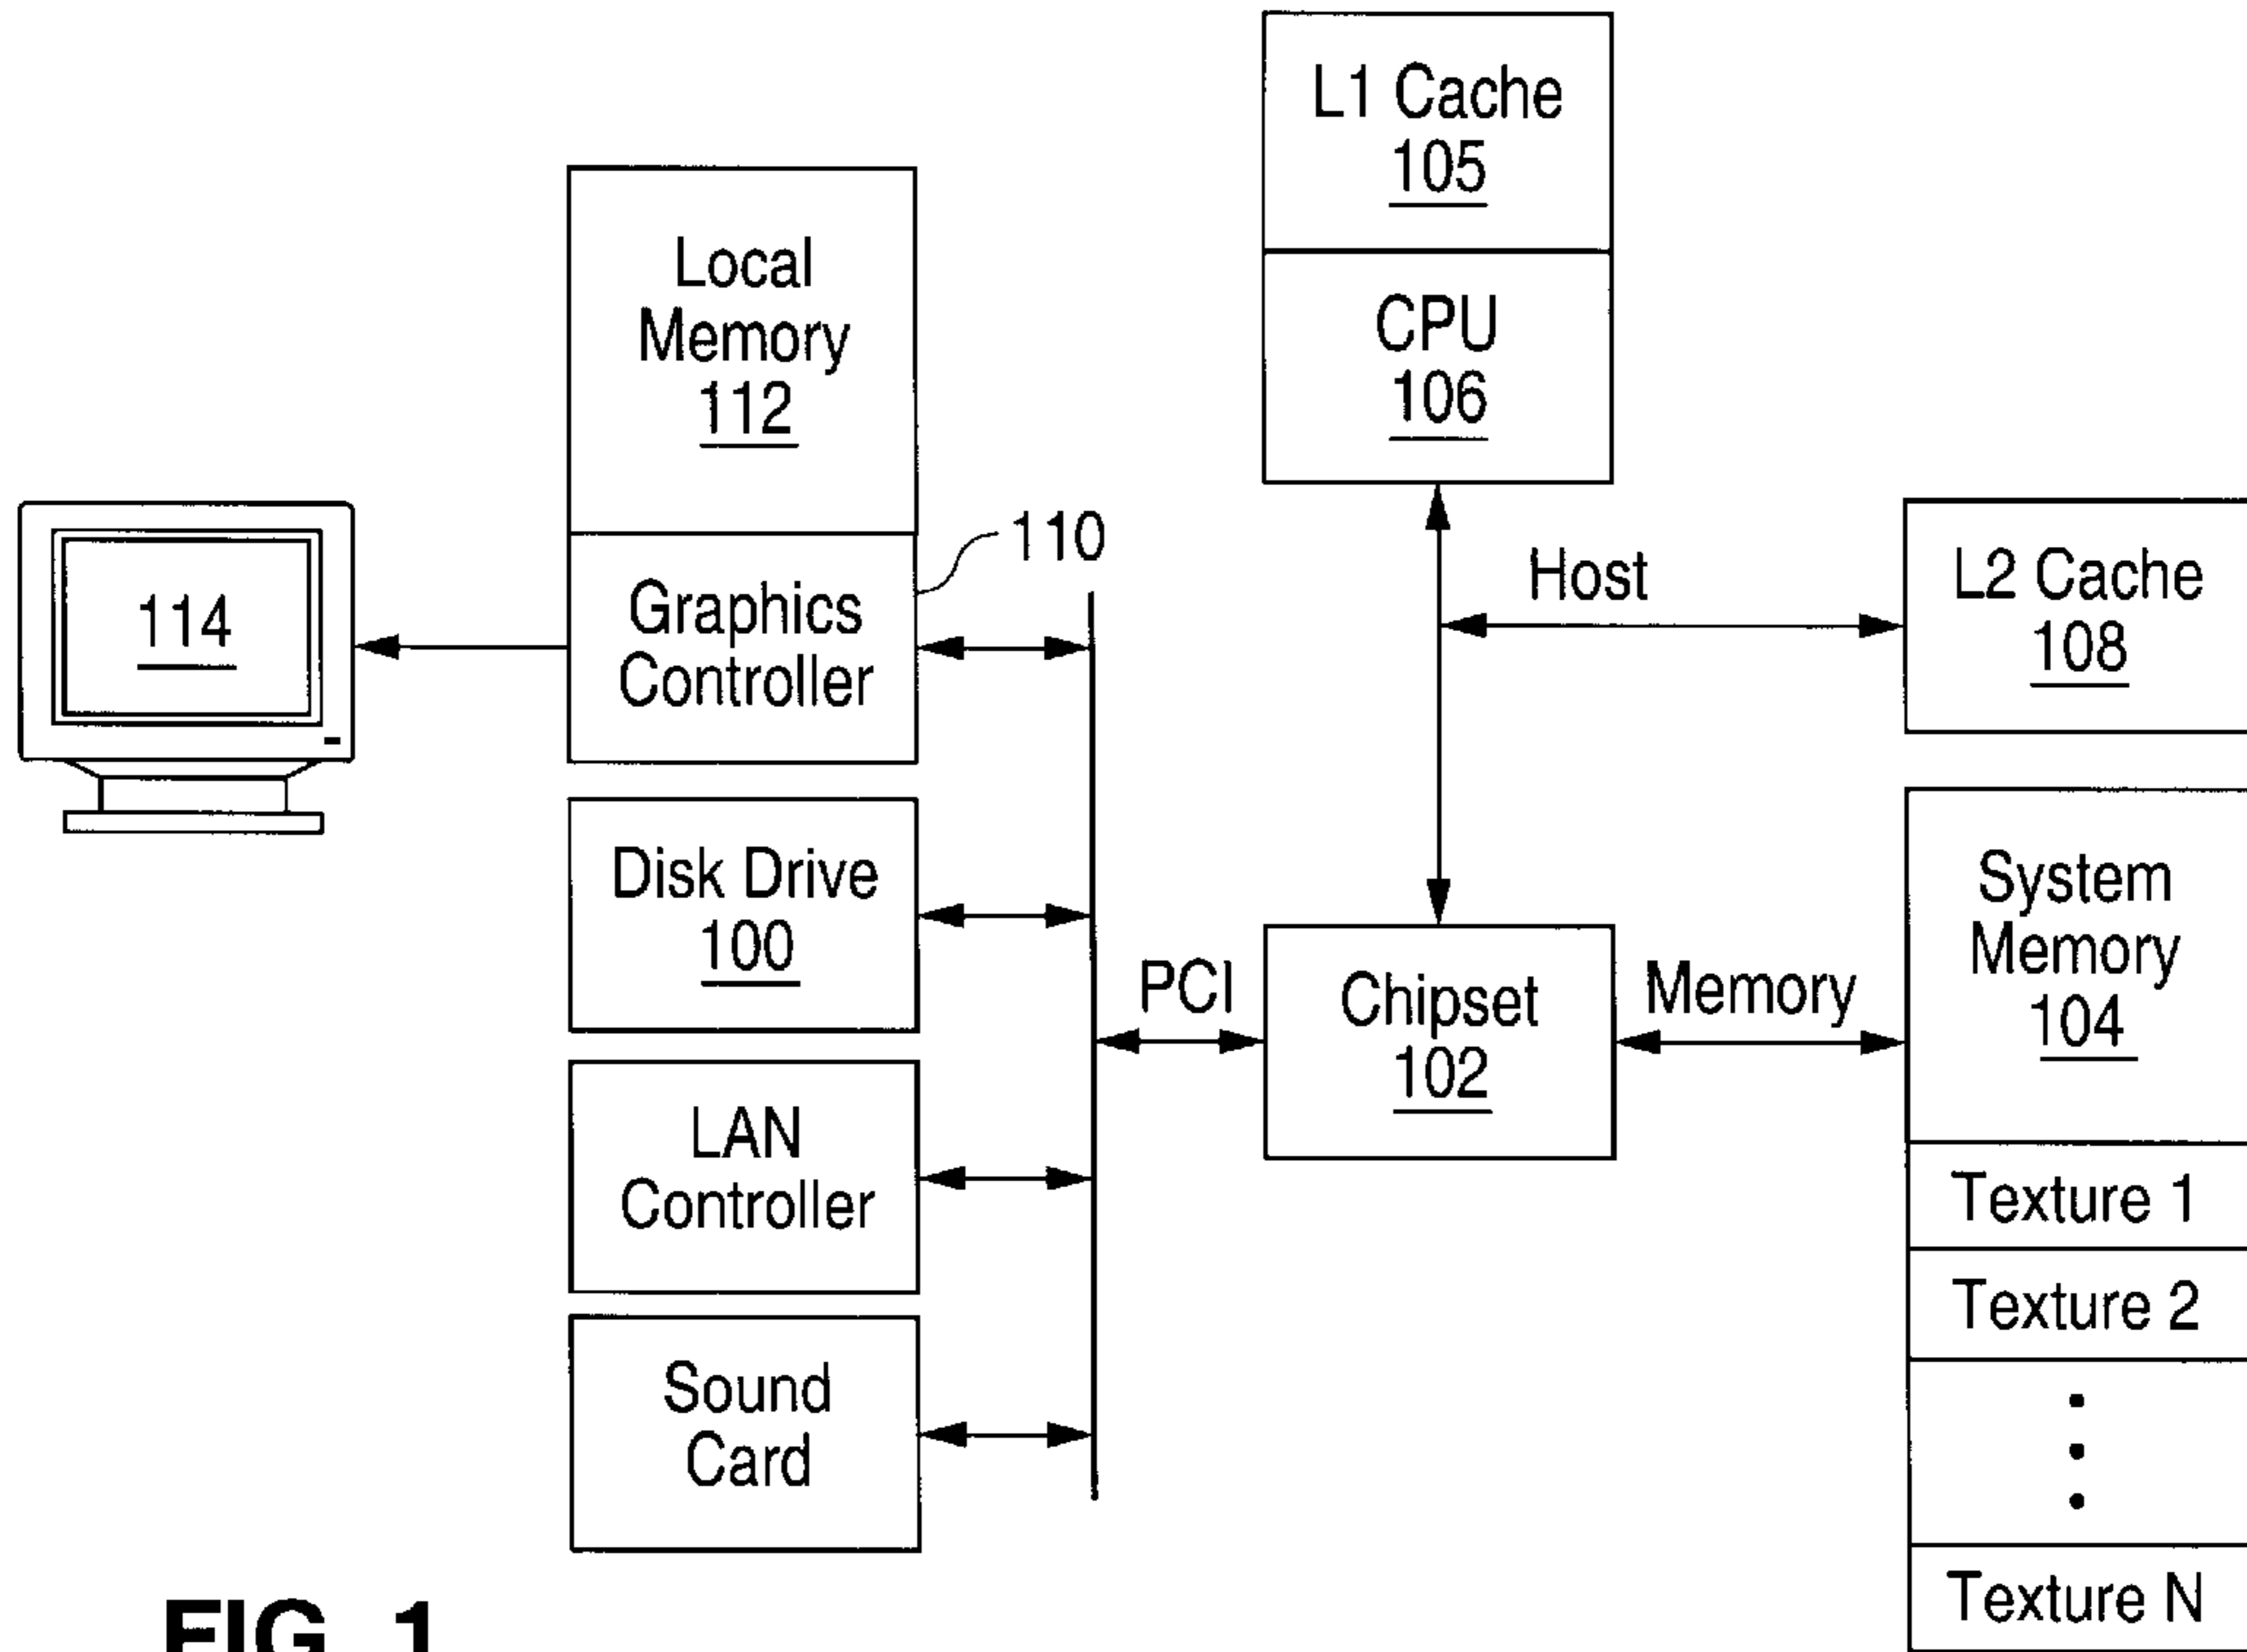 L1 Cache
105
CPU
106
Local
Memory
112
110
Graphics
Controller
114
Host
L2 Cache
108
Disk Drive
100
PCI
Chipset
102
Memory
System
Memory
104
LAN
Controller
Texture 1
Texture 2
Sound
Card
Texture N
FIG. 1